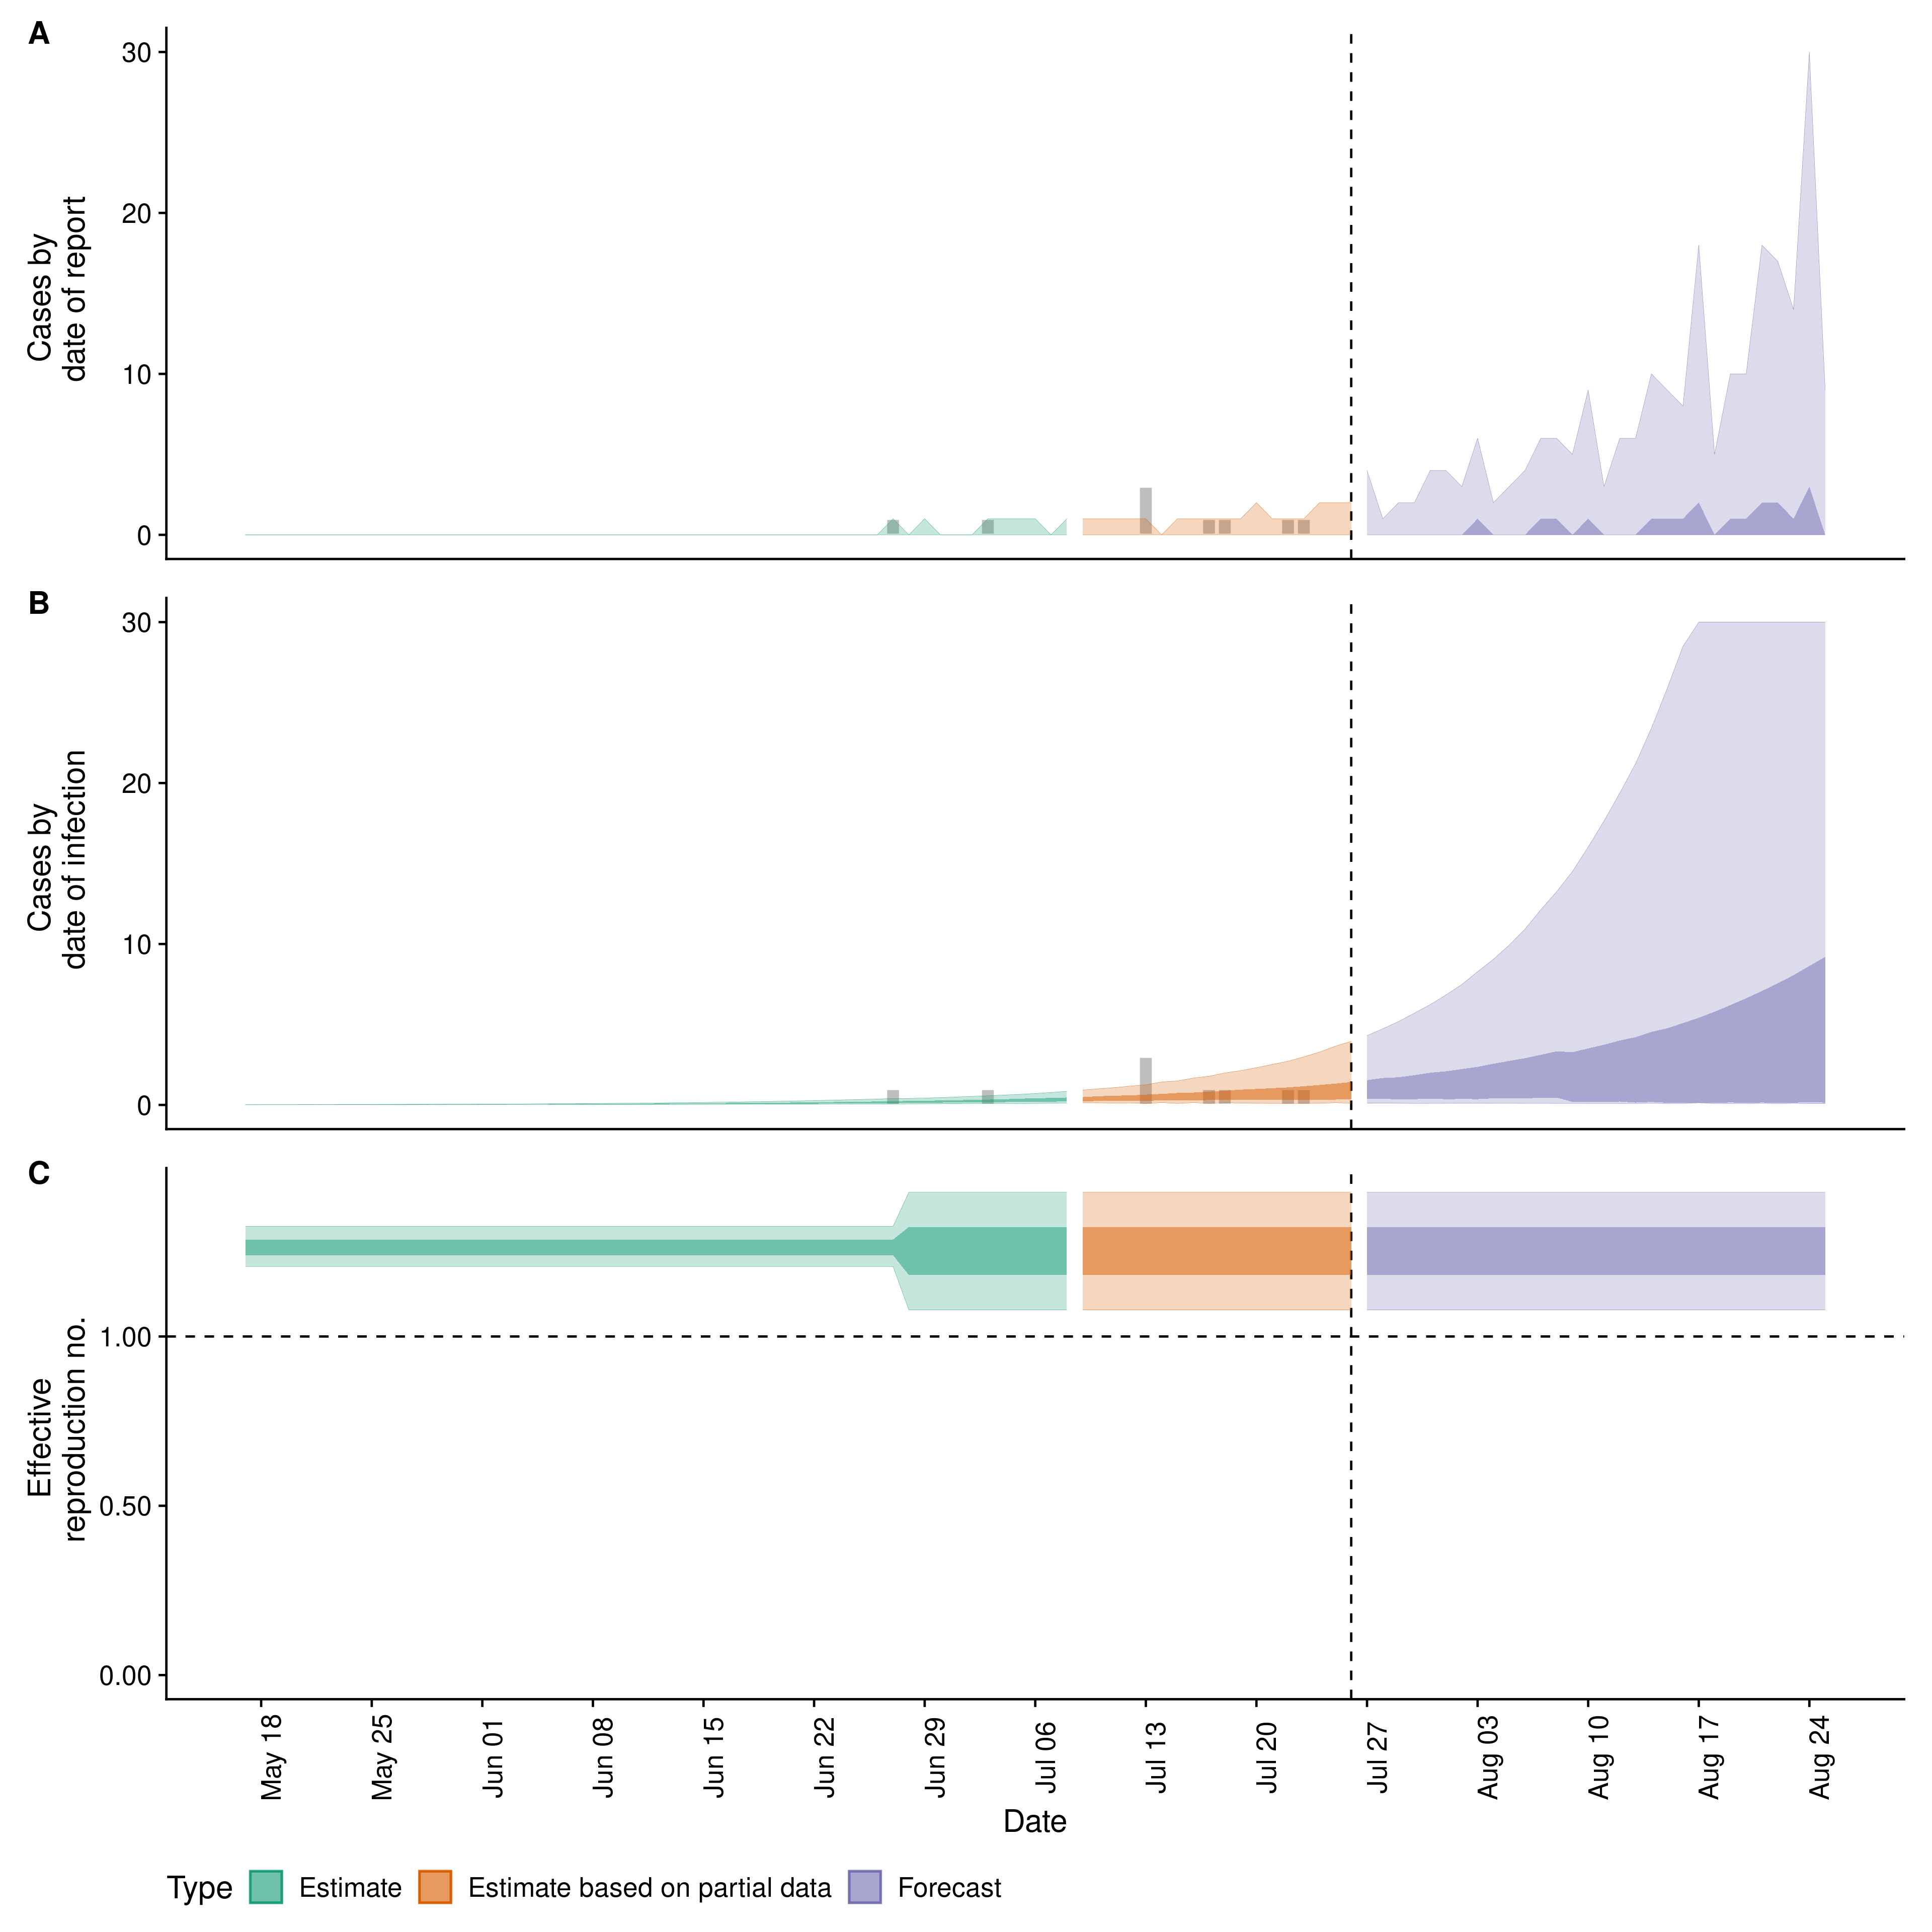 A
Cases by
date of report
30
20
10
0
B
Cases by
date of infection
30
20
10
0
C
Effective
reproduction no.
1.00
0.50
0.00
May 18
May 25
Jun 01
Jun 08
Jun 15
Jun 22
Jun 29
Jul 06
Jul 13
Jul 20
Jul 27
Aug 03
Aug 10
Aug 17
Aug 24
Date
Type Estimate Estimate based on partial data Forecast